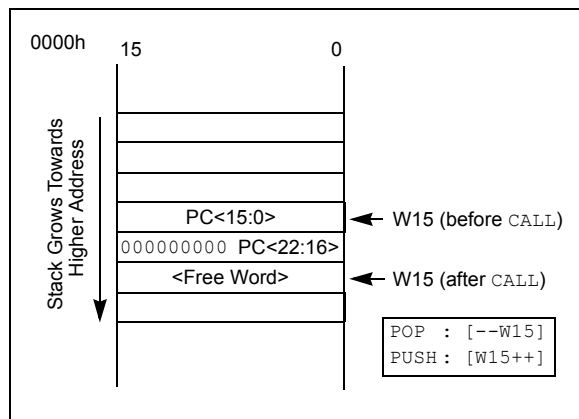 0000h
15 0
Stack Grows Towards
Higher Address
PC<15:0>
W15 (before CALL)
000000000 PC<22:16>
<Free Word>
W15 (after CALL)
POP : [--W15]
PUSH : [W15++]